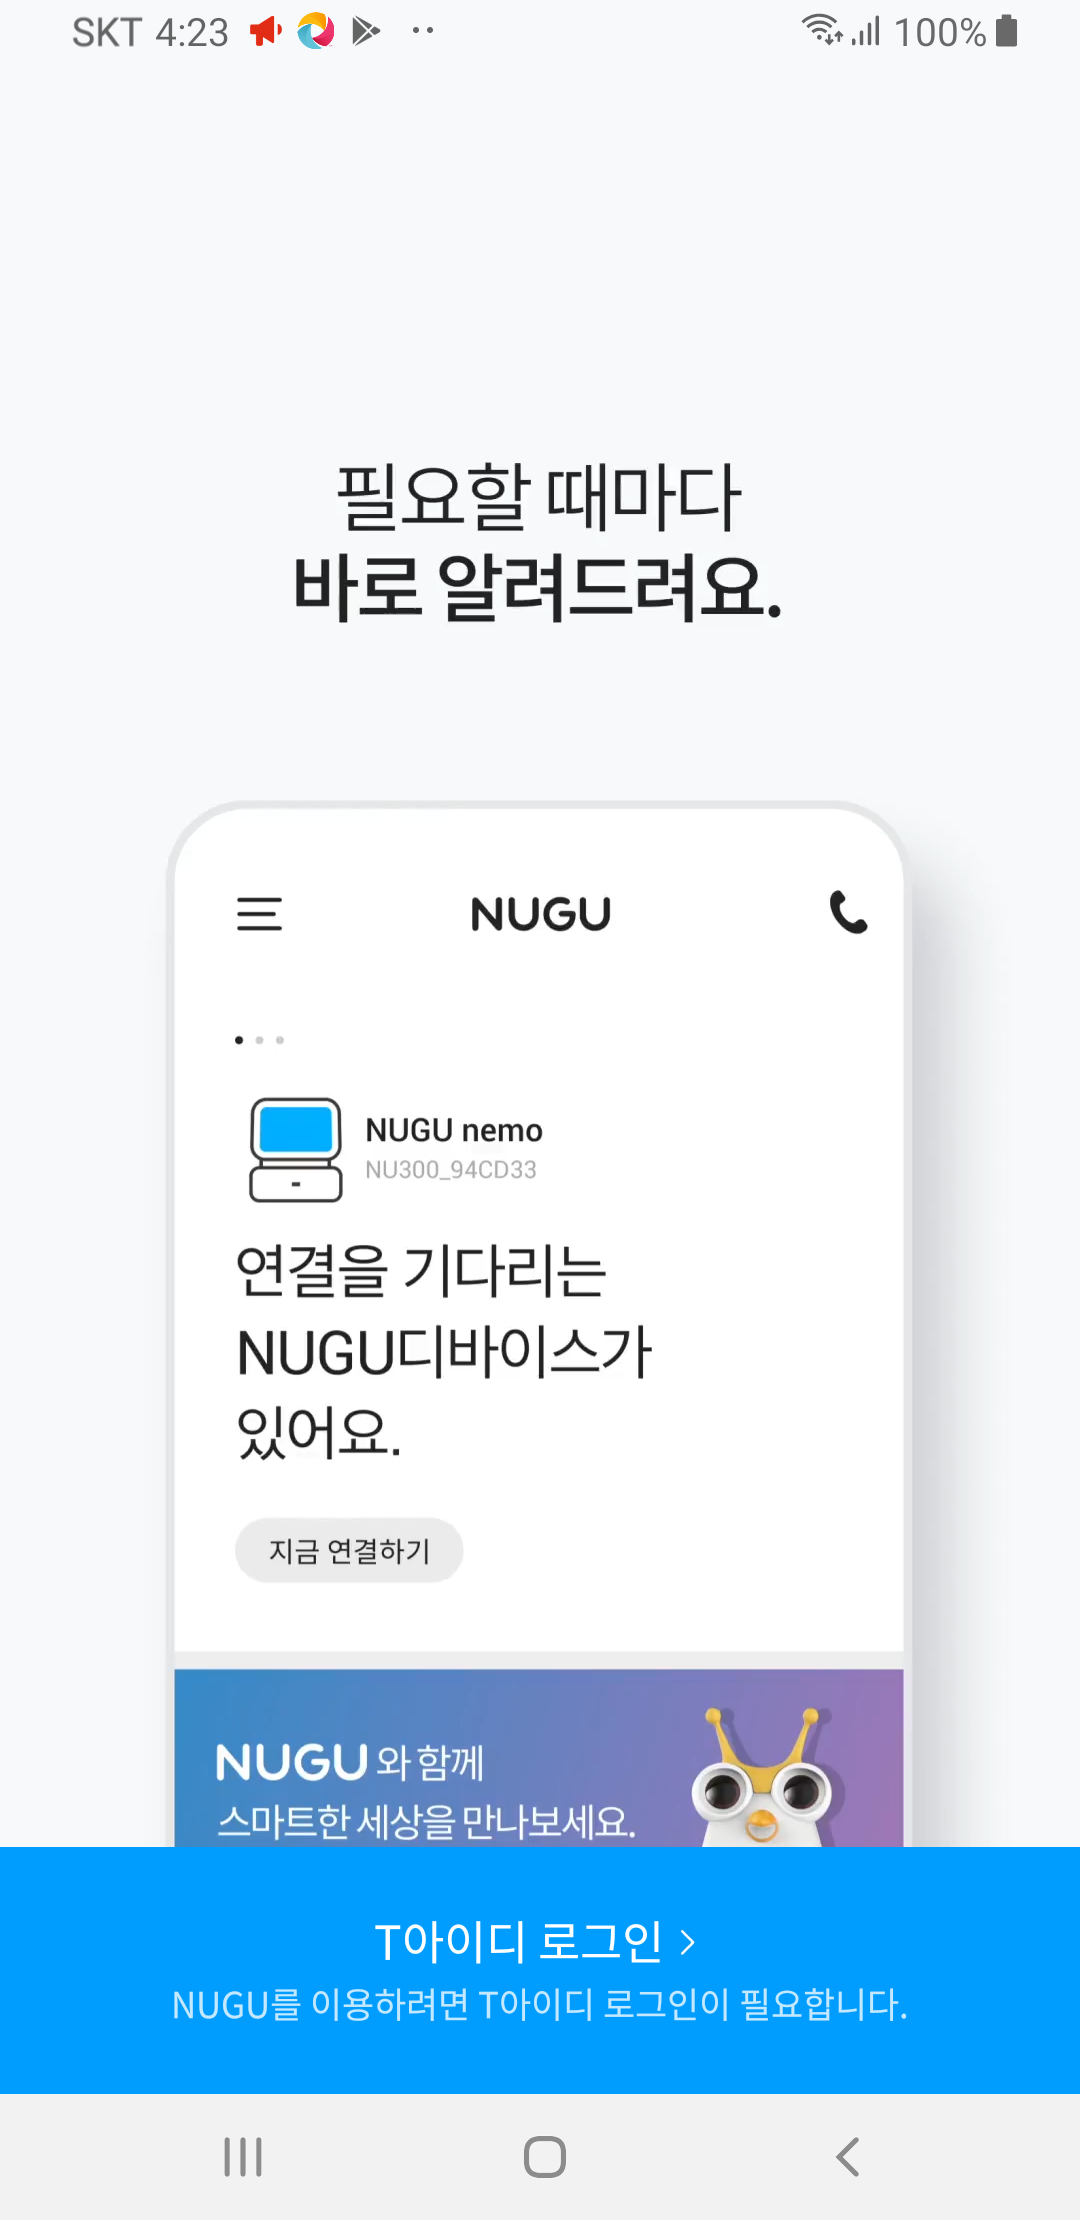 SKT 4:23
100%
필요할 때마다
바로 알려드려요.
NUGU
NUGU nemo
NU300_94CD33
연결을 기다리는
NUGU디바이스가
있어요.
지금 연결하기
NUGU와 함께
스마트한 세상을 만나보세요.
T아이디 로그인 >
NUGU를 이용하려면 T아이디 로그인이 필요합니다.